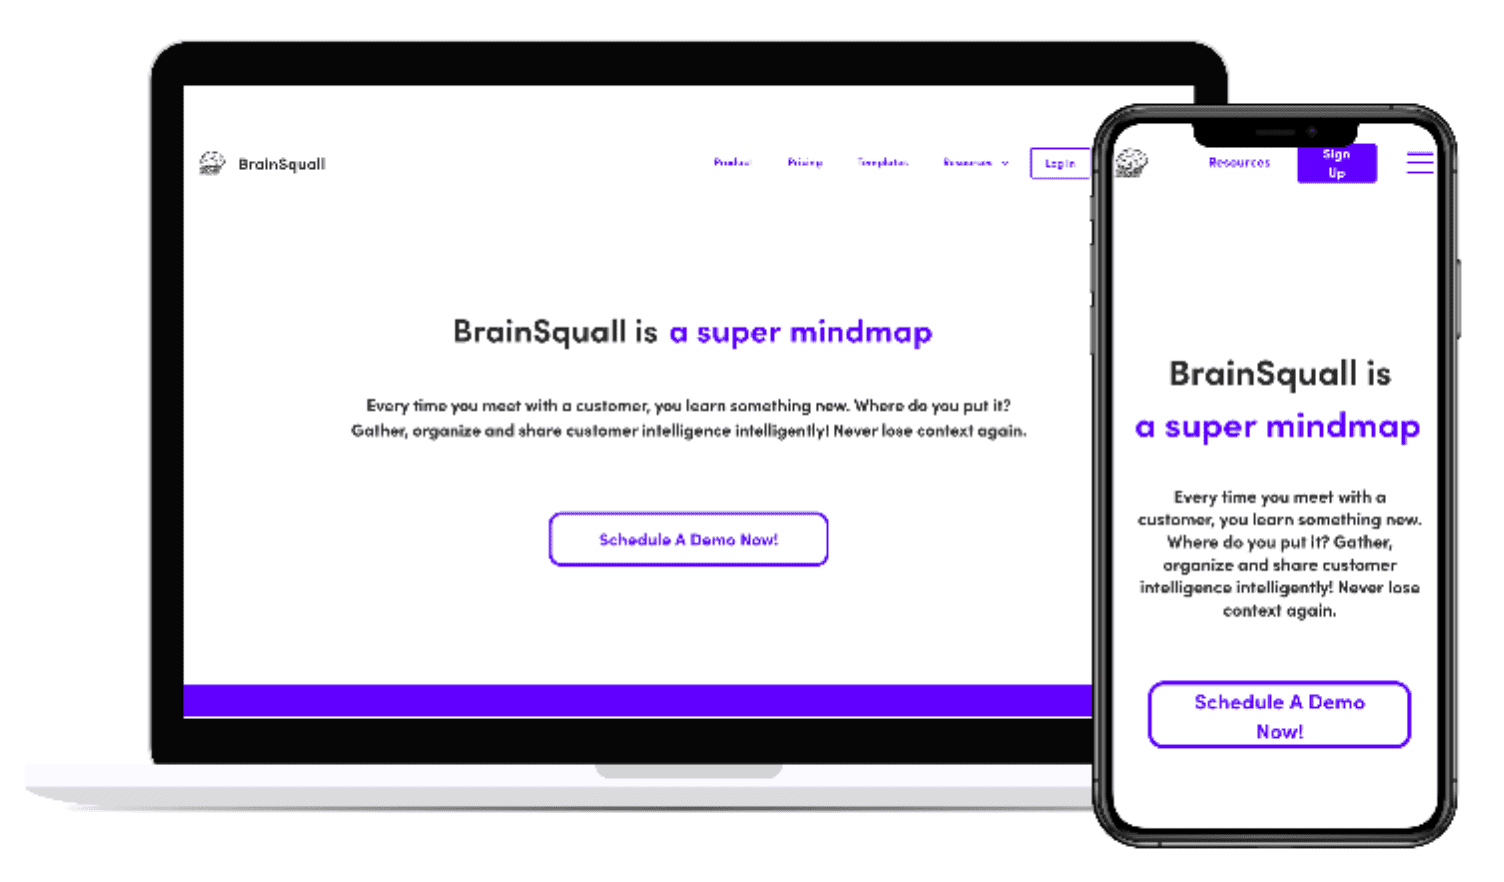 BrainSquall
Product Pricing Templates Resources Log In
BrainSquall is a super mindmap
Every time you meet with a customer, you learn something new. Where do you put it?
Gather, organize and share customer intelligence intelligently! Never lose context again.
Schedule A Demo Now!
Resources
Sign
Up
BrainSquall is
a super mindmap
Every time you meet with a
customer, you learn something new.
Where do you put it? Gather,
organize and share customer
intelligence intelligently! Never lose
context again.
Schedule A Demo
Now!